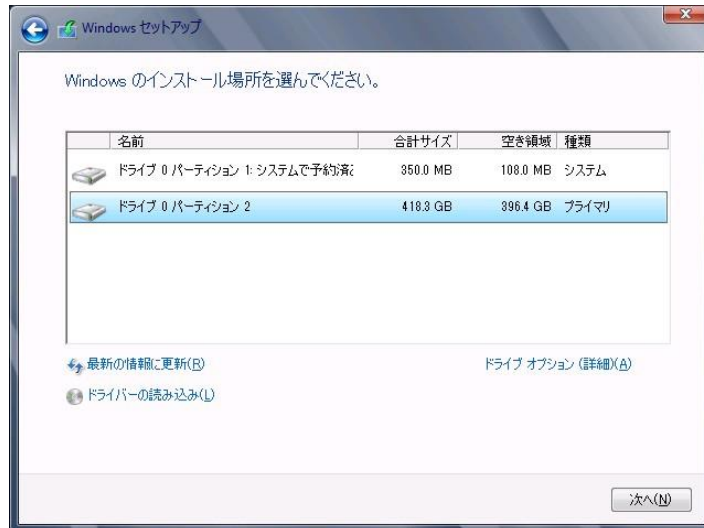 Windows セットアップ
Windows のインストール場所を選んでください。
名前 合計サイズ 空き領域 種類
ドライブ 0 パーティション 1: システムで予約済 350.0 MB 108.0 MB システム
ドライブ 0 パーティション 2 418.3 GB 396.4 GB プライマリ
最新の情報に更新(R) ドライブ オプション (詳細)(A)
ドライバーの読み込み(L)
次へ(N)